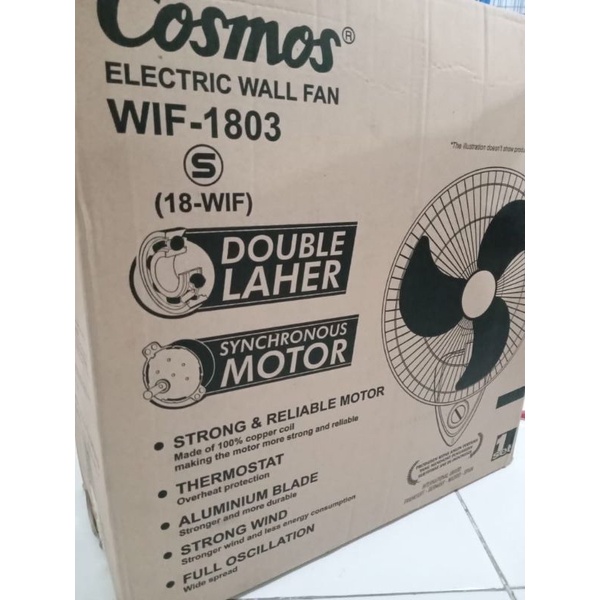 Cosmos®
ELECTRIC WALL FAN
WIF-1803
S
(18-WIF)
*The illustration doesn't show
DOUBLE
LAHER
SYNCHRONOUS
MOTOR
• STRONG & RELIABLE MOTOR
Made of 100% copper coil
making the motor more strong and reliable
• THERMOSTAT
Overheat protection
• ALUMINIUM BLADE
Stronger and more durable
• STRONG WIND
Stronger wind and less energy consumption
• FULL OSCILLATION
Wide spread